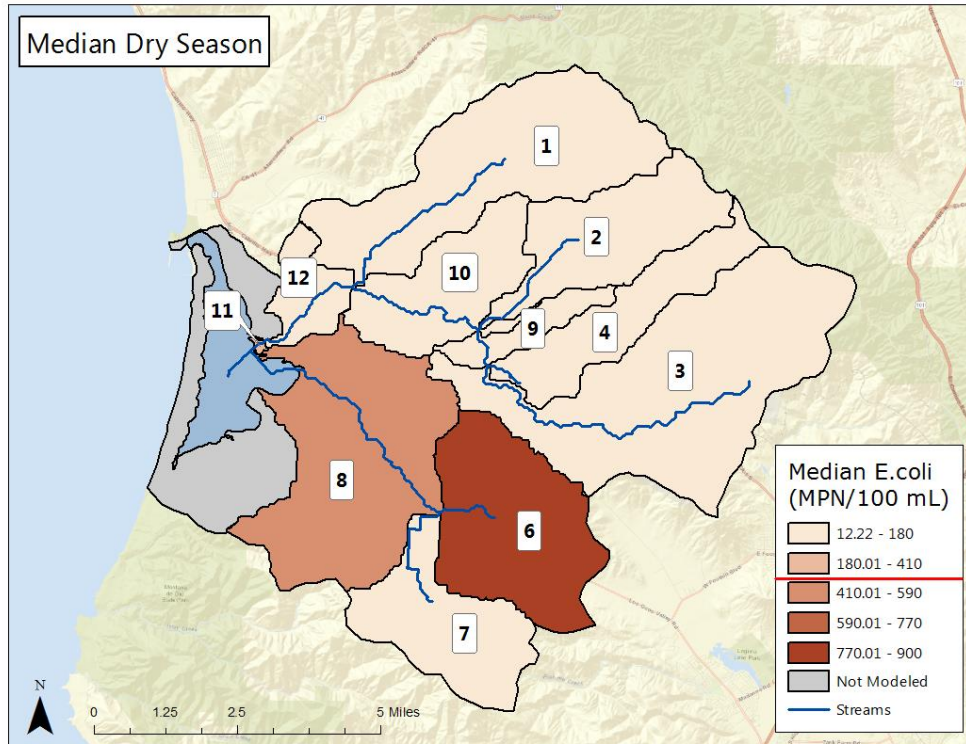 Median Dry Season
1
2
10
12
11
9
4
3
8
6
7
Median E.coli
(MPN/100 mL)
12.22 - 180
180.01 - 410
410.01 - 590
590.01 - 770
770.01 - 900
Not Modeled
Streams
N
0 1.25 2.5 5 Miles